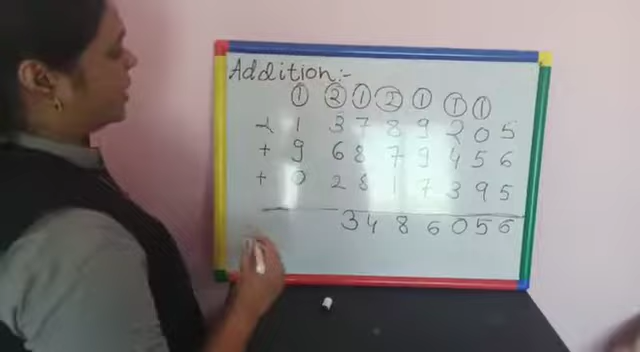 Addition:-
1 2 1 2 1 1 1
2 1 3 7 8 9 2 0 5
+ 9 6 8 7 9 4 5 6
+ 0 2 8 1 7 3 9 5
3 4 8 6 0 5 6